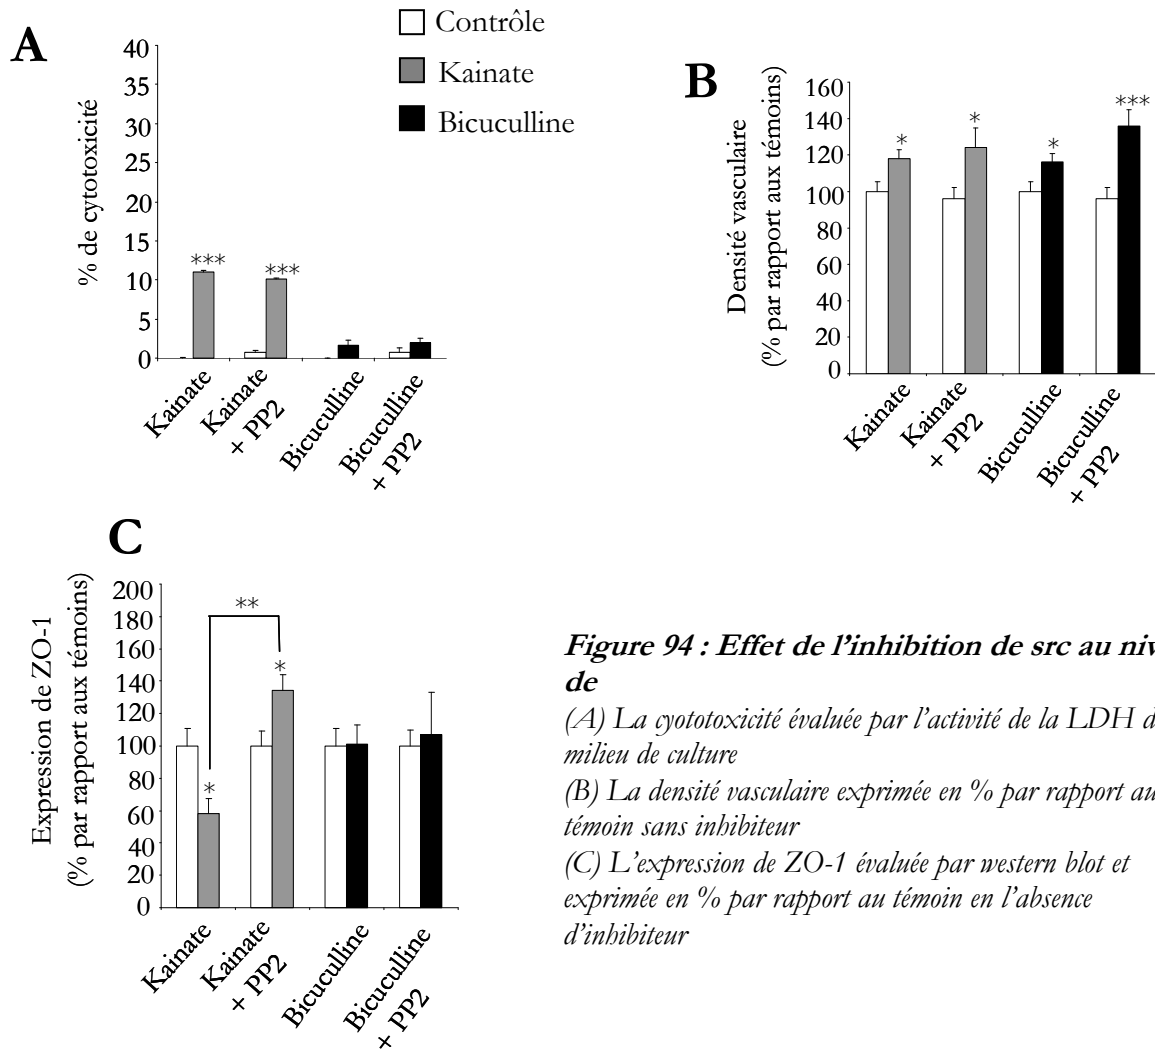 A
Contrôle
Kainate
Bicuculline
% de cytotoxicité
40
35
30
25
20
15
10
5
0
***
***
Kainate
Kainate
+ PP2
Bicuculline
Bicuculline
+ PP2
B
Densité vasculaire
(% par rapport aux témoins)
160
140
120
100
80
60
40
20
0
*
*
*
***
Kainate
Kainate
+ PP2
Bicuculline
Bicuculline
+ PP2
C
Expression de ZO-1
(% par rapport aux témoins)
200
180
160
140
120
100
80
60
40
20
0
**
*
*
Kainate
Kainate
+ PP2
Bicuculline
Bicuculline
+ PP2
Figure 94 : Effet de l'inhibition de src au niv
de
(A) La cyototoxicité évaluée par l'activité de la LDH d
milieu de culture
(B) La densité vasculaire exprimée en % par rapport au
témoin sans inhibiteur
(C) L'expression de ZO-1 évaluée par western blot et
exprimée en % par rapport au témoin en l'absence
d'inhibiteur